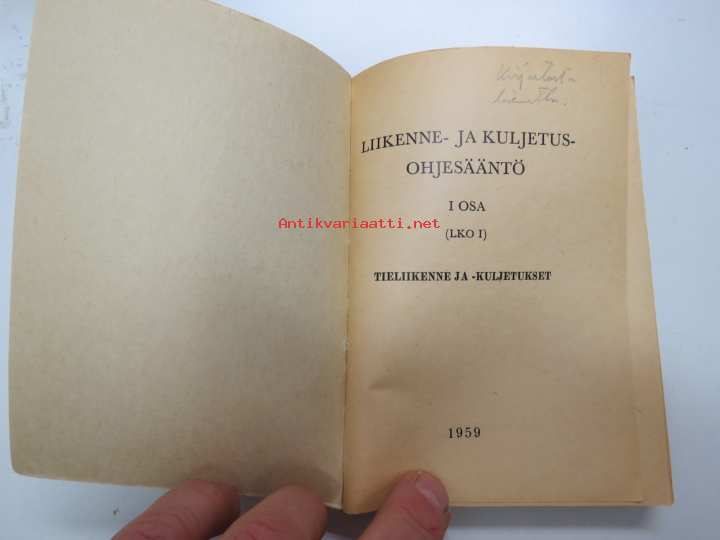 LIIKENNE- JA KULJETUS-
OHJESÄÄNTÖ
I OSA
Antikvariaatti.net
(LKO I)
TIELIIKENNE JA -KULJETUKSET
1959